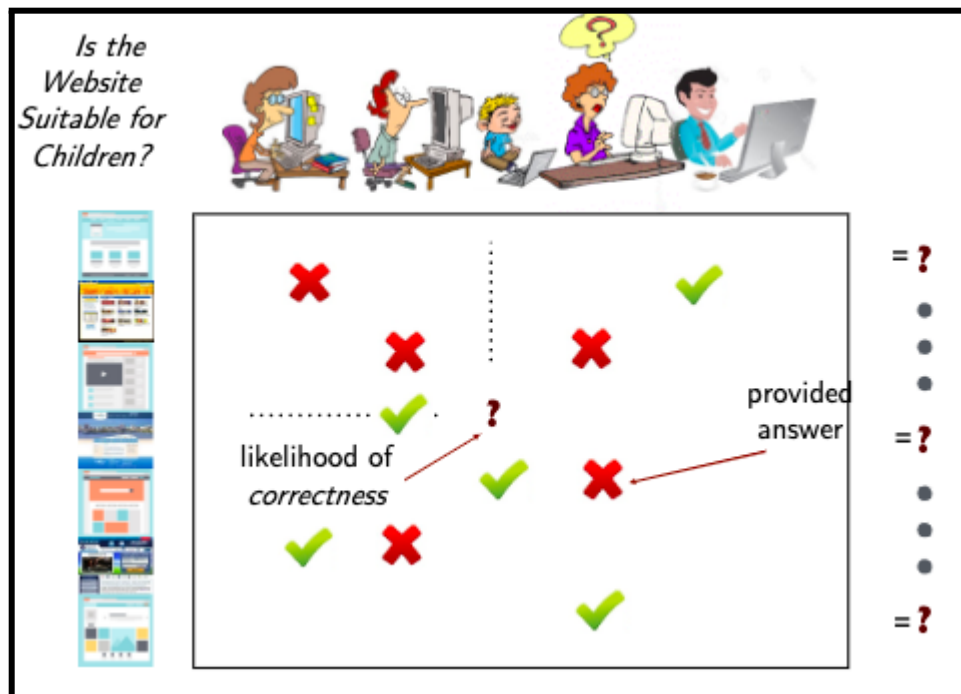 Is the
Website
Suitable for
Children?
?
= ?
provided
answer
?
likelihood of
correctness
= ?
= ?